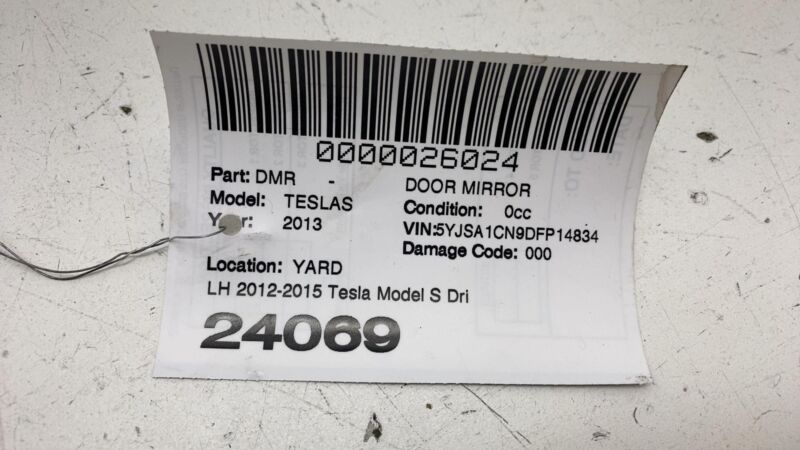 0000026024
Part: DMR - DOOR MIRROR
Model: TESLAS Condition: 0cc
2013 VIN:5YJSA1CN9DFP14834
Damage Code: 000
Location: YARD
LH 2012-2015 Tesla Model S Dri
24069